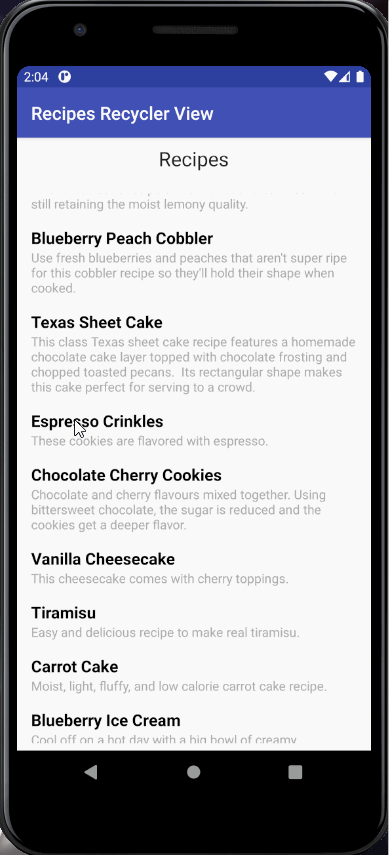 2:04
Recipes Recycler View
Recipes
still retaining the moist lemony quality.
Blueberry Peach Cobbler
Use fresh blueberries and peaches that aren't super ripe
for this cobbler recipe so they'll hold their shape when
cooked.
Texas Sheet Cake
This class Texas sheet cake recipe features a homemade
chocolate cake layer topped with chocolate frosting and
chopped toasted pecans.  Its rectangular shape makes
this cake perfect for serving to a crowd.
Espresso Crinkles
These cookies are flavored with espresso.
Chocolate Cherry Cookies
Chocolate and cherry flavours mixed together. Using
bittersweet chocolate, the sugar is reduced and the
cookies get a deeper flavor.
Vanilla Cheesecake
This cheesecake comes with cherry toppings.
Tiramisu
Easy and delicious recipe to make real tiramisu.
Carrot Cake
Moist, light, fluffy, and low calorie carrot cake recipe.
Blueberry Ice Cream
Cool off on a hot day with a big bowl of creamy